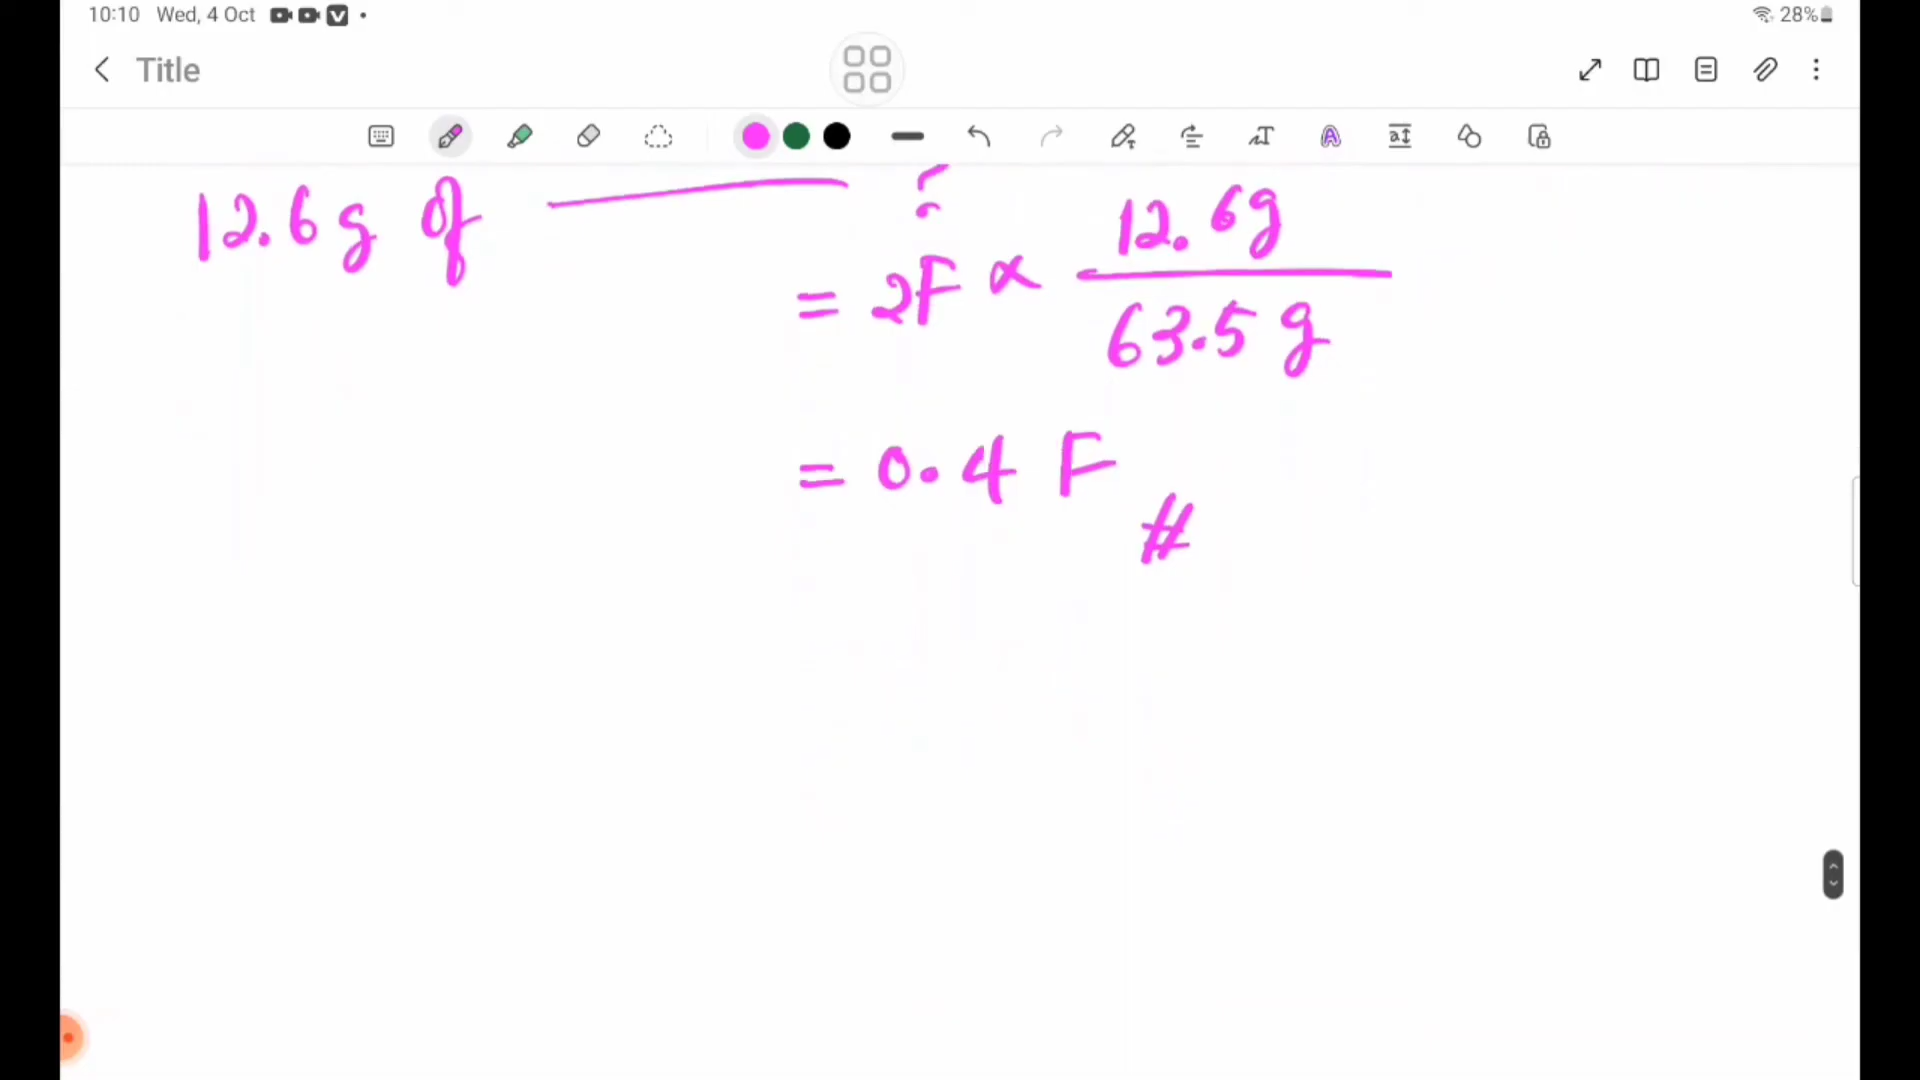 10:10 Wed, 4 Oct
28%
Title
12.6 g of ?
= 2F × 12.6g
63.5 g
= 0.4 F #